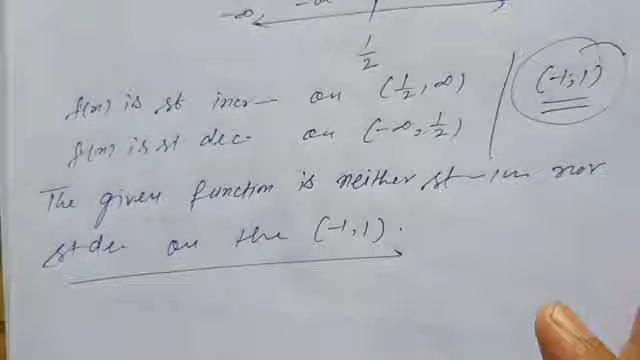 -∞
1/2
f(x) is st incr on (1/2, ∞)
f(x) is st dec on (-∞, 1/2)
(-1, 1)
The given function is neither st in nor
st de on the (-1, 1).